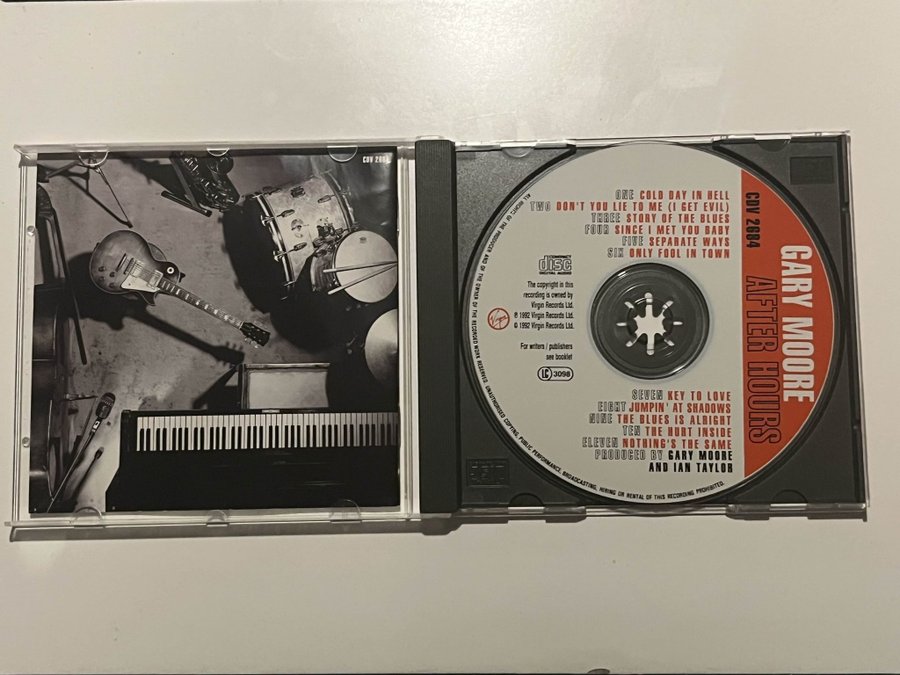 CDV 2684
ONE COLD DAY IN HELL
TWO DON'T YOU LIE TO ME (I GET EVIL)
THREE STORY OF THE BLUES
FOUR SINCE I MET YOU BABY
FIVE SEPARATE WAYS
SIX ONLY FOOL IN TOWN
COMPACT
disc
DIGITAL AUDIO
The copyright in this
recording is owned by
Virgin Records Ltd.
℗ 1992 Virgin Records Ltd.
© 1992 Virgin Records Ltd.
Virgin
For writers / publishers
see booklet
LC 3098
SEVEN KEY TO LOVE
EIGHT JUMPIN' AT SHADOWS
NINE THE BLUES IS ALRIGHT
TEN THE HURT INSIDE
ELEVEN NOTHING'S THE SAME
PRODUCED BY GARY MOORE
AND IAN TAYLOR
CDV 2684
GARY MOORE
AFTER HOURS
ALL RIGHTS OF THE PRODUCER AND OF THE OWNER OF THE RECORDED WORK RESERVED. UNAUTHORISED COPYING, PUBLIC PERFORMANCE, BROADCASTING, HIRING OR RENTAL OF THIS RECORDING PROHIBITED.